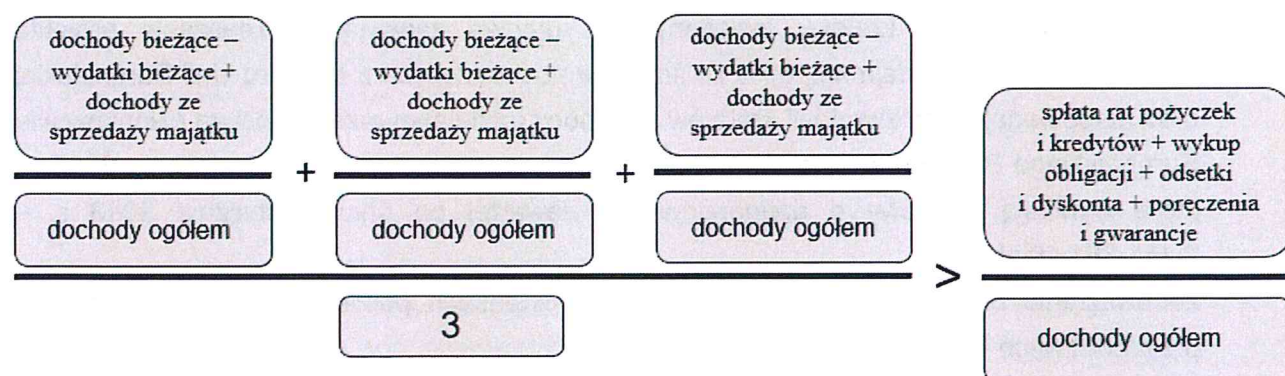 dochody bieżące –
wydatki bieżące +
dochody ze
sprzedaży majątku
dochody ogółem
+
dochody bieżące –
wydatki bieżące +
dochody ze
sprzedaży majątku
dochody ogółem
+
dochody bieżące –
wydatki bieżące +
dochody ze
sprzedaży majątku
dochody ogółem
3
>
spłata rat pożyczek
i kredytów + wykup
obligacji + odsetki
i dyskonta + poręczenia
i gwarancje
dochody ogółem